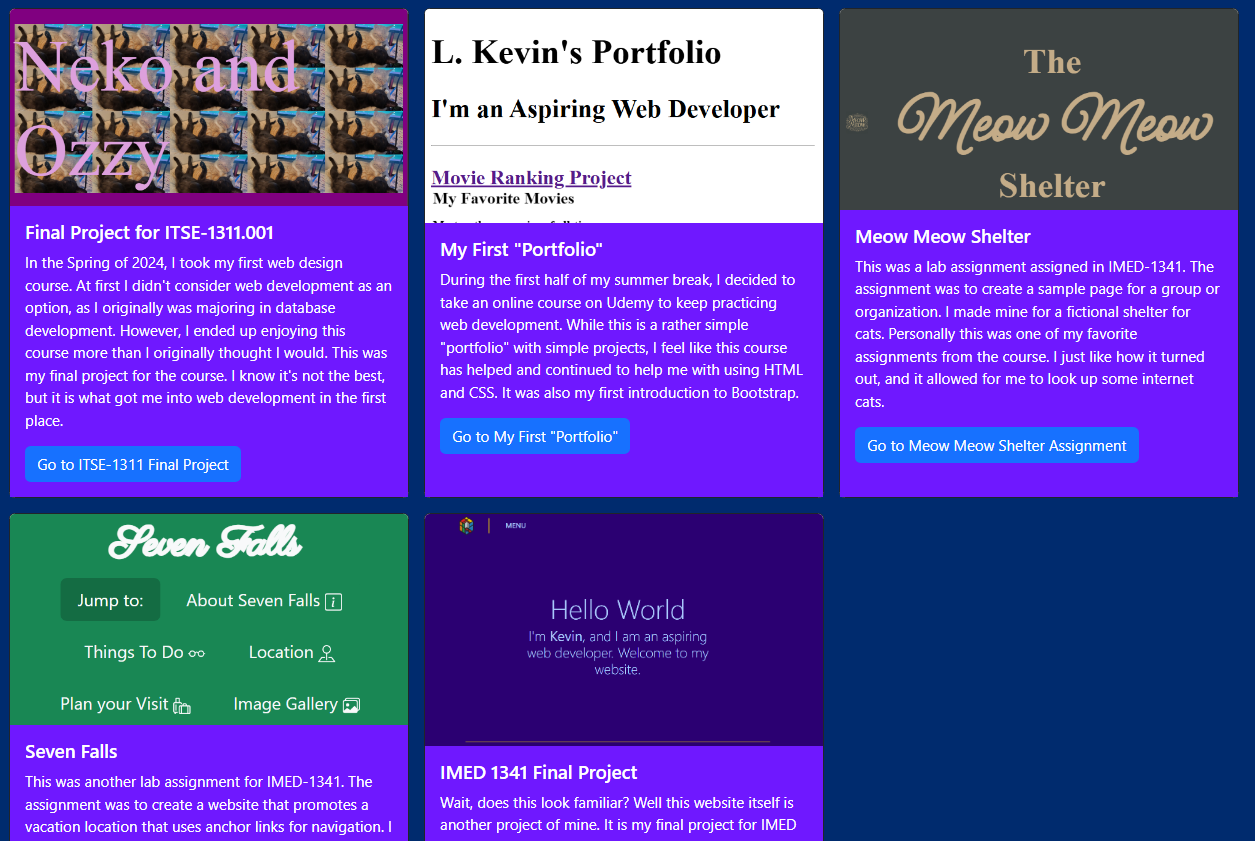 Neko and
Ozzy
Final Project for ITSE-1311.001
In the Spring of 2024, I took my first web design
course. At first I didn't consider web development as an
option, as I originally was majoring in database
development. However, I ended up enjoying this
course more than I originally thought I would. This was
my final project for the course. I know it's not the best,
but it is what got me into web development in the first
place.
Go to ITSE-1311 Final Project
L. Kevin's Portfolio
I'm an Aspiring Web Developer
Movie Ranking Project
My Favorite Movies
My First "Portfolio"
During the first half of my summer break, I decided to
take an online course on Udemy to keep practicing
web development. While this is a rather simple
"portfolio" with simple projects, I feel like this course
has helped and continued to help me with using HTML
and CSS. It was also my first introduction to Bootstrap.
Go to My First "Portfolio"
The
Meow Meow
Shelter
Meow Meow Shelter
This was a lab assignment assigned in IMED-1341. The
assignment was to create a sample page for a group or
organization. I made mine for a fictional shelter for
cats. Personally this was one of my favorite
assignments from the course. I just like how it turned
out, and it allowed for me to look up some internet
cats.
Go to Meow Meow Shelter Assignment
Seven Falls
Jump to: About Seven Falls
Things To Do Location
Plan your Visit Image Gallery
Seven Falls
This was another lab assignment for IMED-1341. The
assignment was to create a website that promotes a
vacation location that uses anchor links for navigation. I
MENU
Hello World
I'm Kevin, and I am an aspiring
web developer. Welcome to my
website.
IMED 1341 Final Project
Wait, does this look familiar? Well this website itself is
another project of mine. It is my final project for IMED